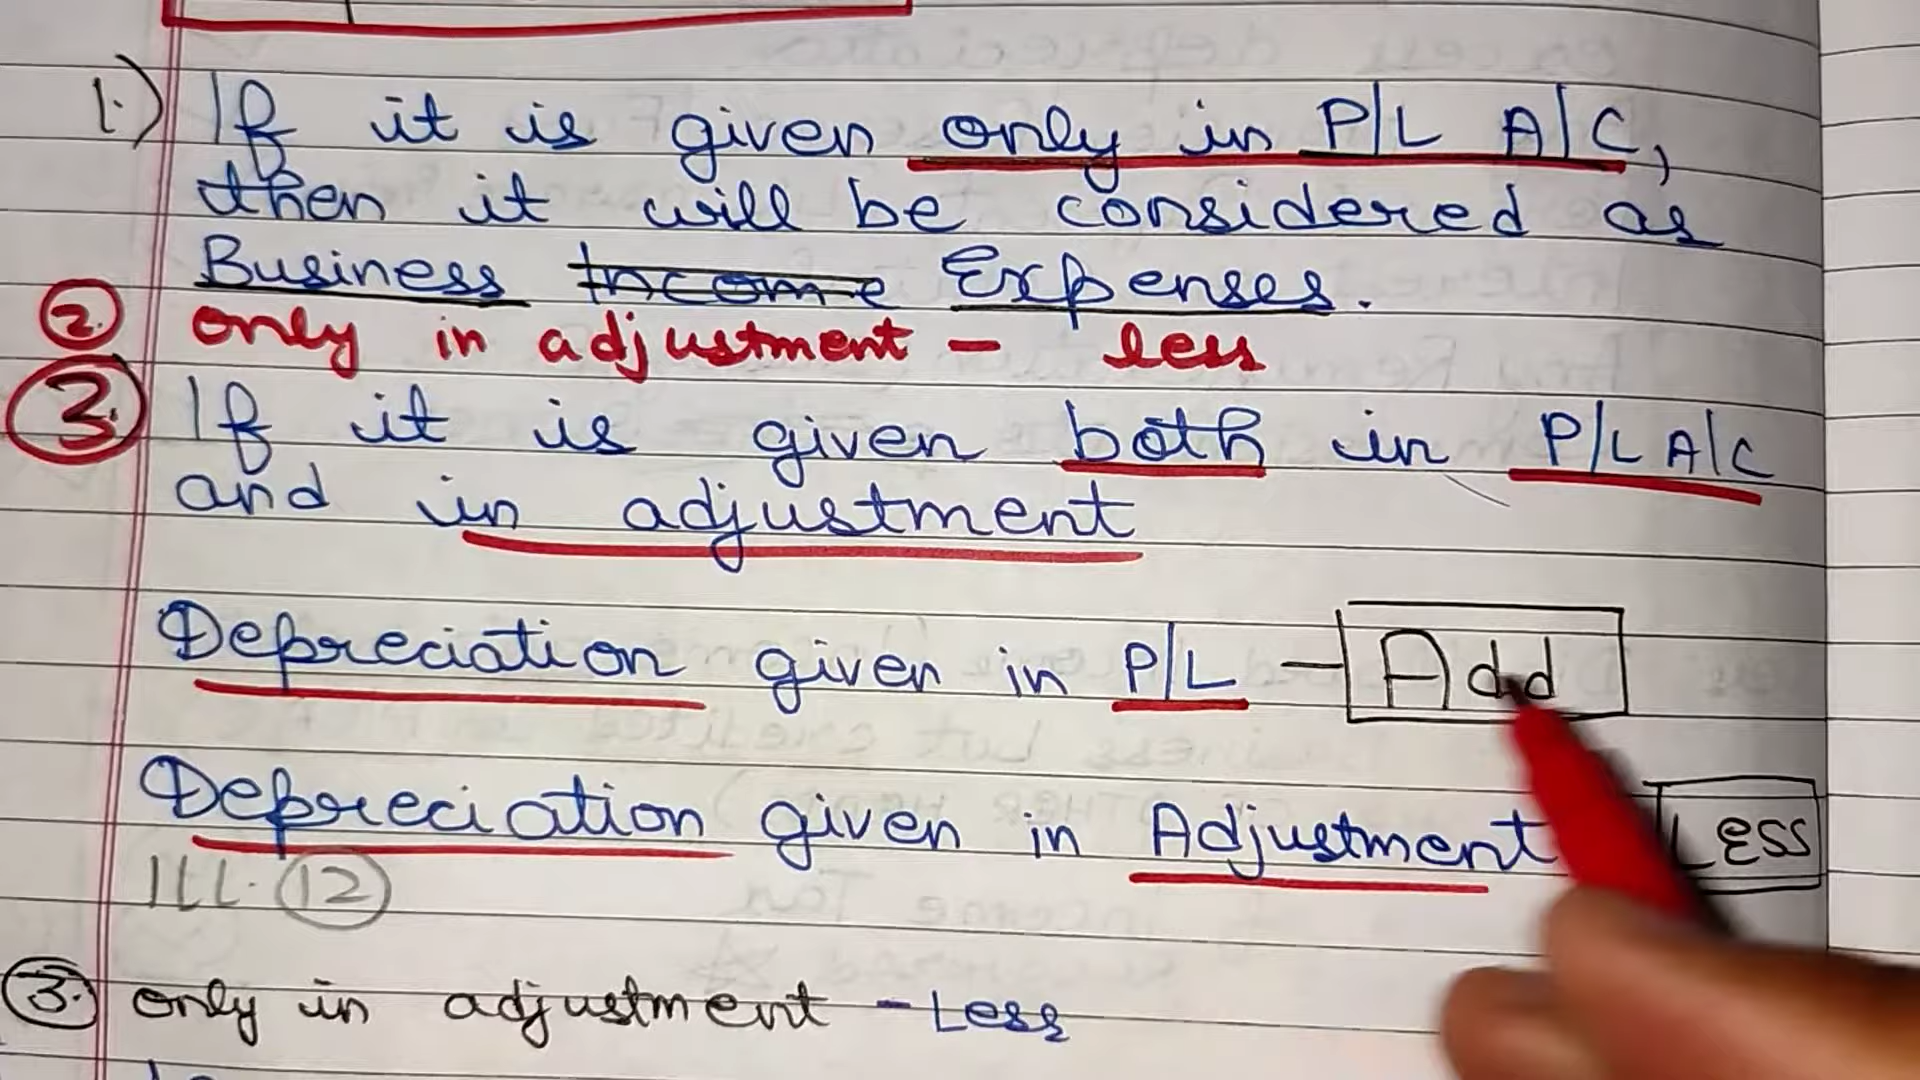 1.) If it is given only in P/L A/C,
then it will be considered as
Business Income Expenses.
2. only in adjustment - less
3. If it is given both in P/L A/C
and in adjustment
Depreciation given in P/L - Add
Depreciation given in Adjustment LESS
ILL. 12
3. only in adjustment - Less